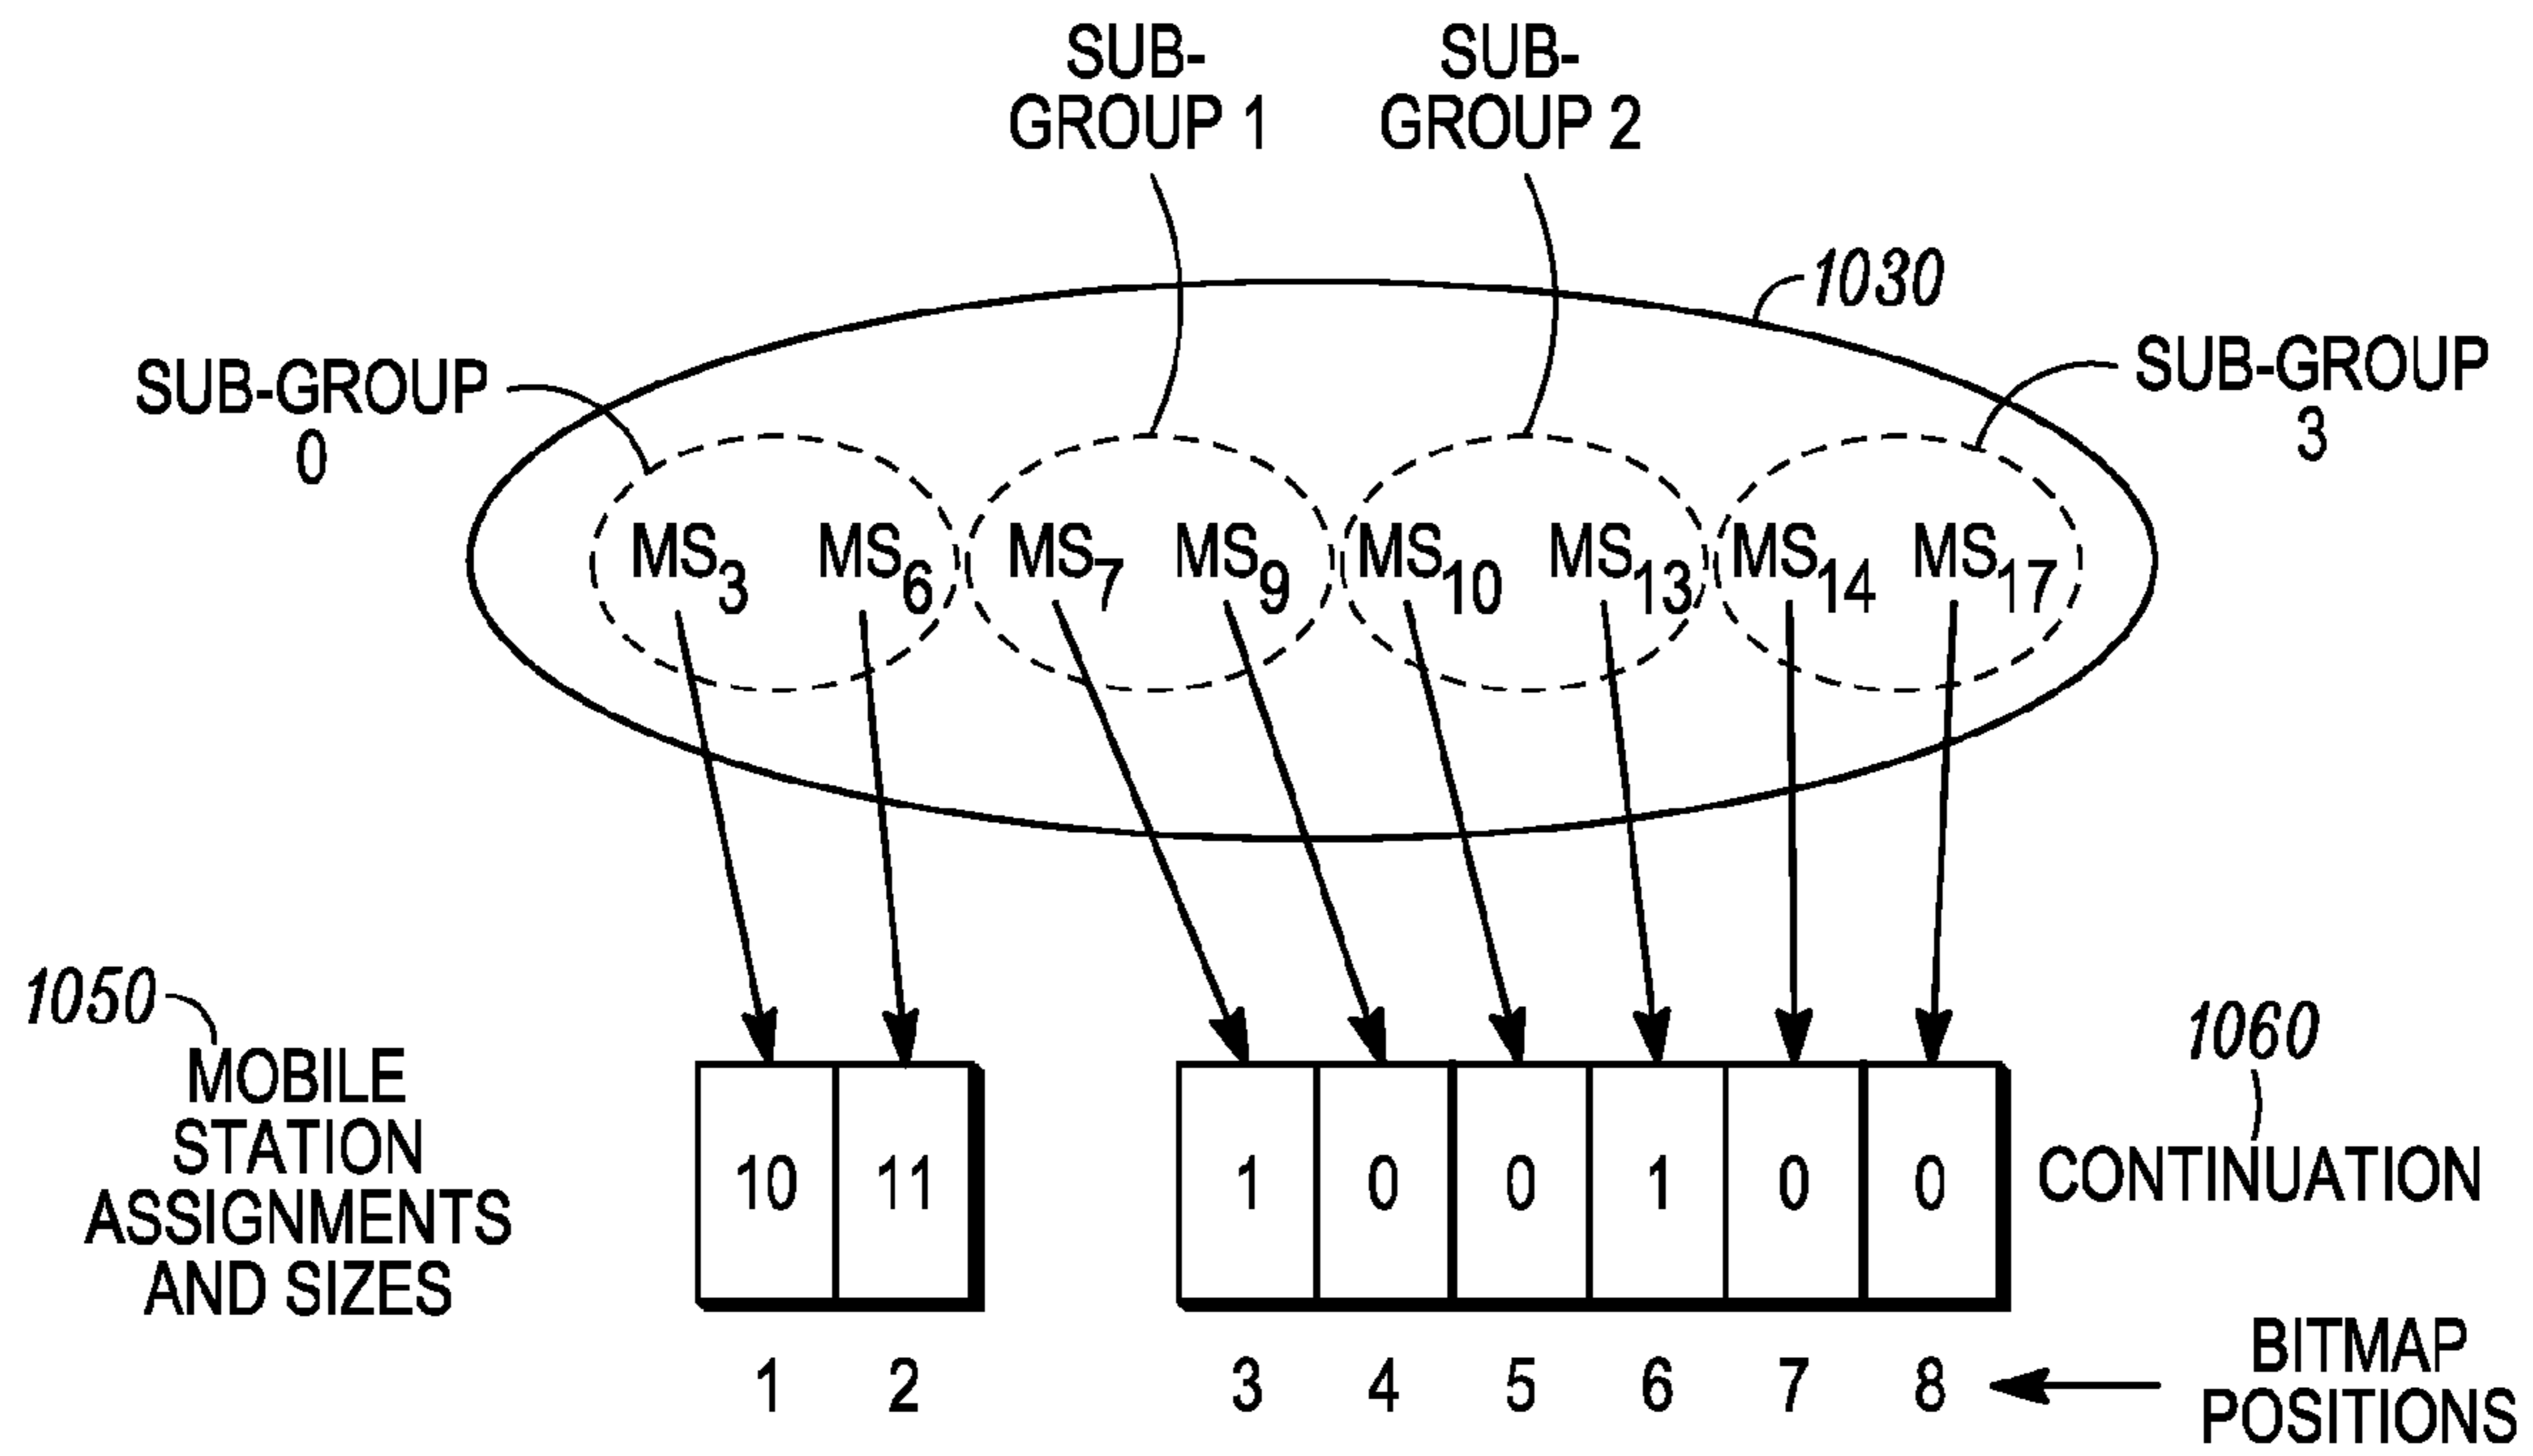 SUB-
GROUP 1
SUB-
GROUP 2
1030
SUB-GROUP
0
SUB-GROUP
3
MS3 MS6 MS7 MS9 MS10 MS13 MS14 MS17
1050
MOBILE
STATION
ASSIGNMENTS
AND SIZES
10 11 1 0 0 1 0 0
1060
CONTINUATION
1 2 3 4 5 6 7 8
BITMAP
POSITIONS